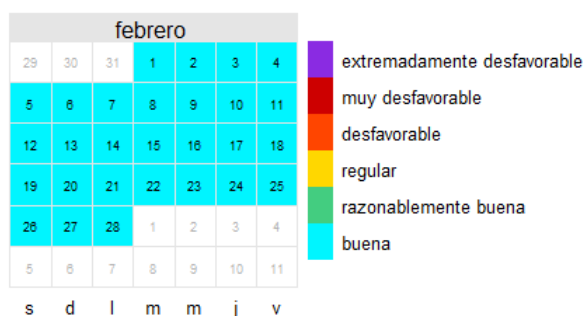 febrero
29 30 31 1 2 3 4
5 6 7 8 9 10 11
12 13 14 15 16 17 18
19 20 21 22 23 24 25
26 27 28 1 2 3 4
5 6 7 8 9 10 11
s d l m m j v
extremadamente desfavorable
muy desfavorable
desfavorable
regular
razonablemente buena
buena